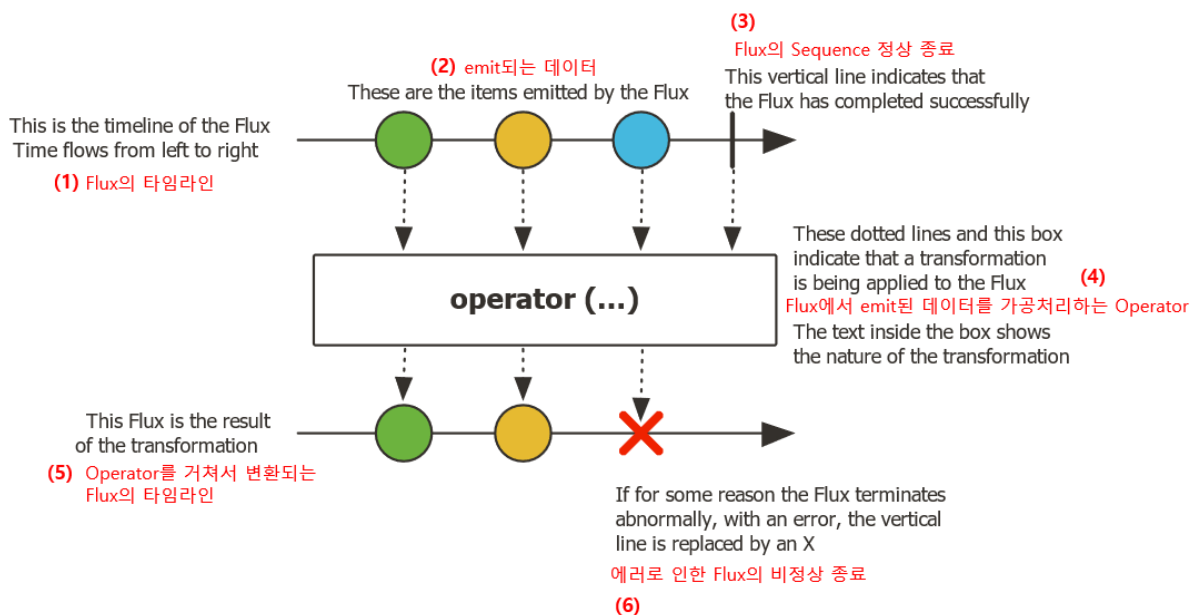 (3)
Flux의 Sequence 정상 종료
This vertical line indicates that
the Flux has completed successfully
(2) emit되는 데이터
These are the items emitted by the Flux
This is the timeline of the Flux
Time flows from left to right
(1) Flux의 타임라인
These dotted lines and this box
indicate that a transformation
is being applied to the Flux
(4)
Flux에서 emit된 데이터를 가공처리하는 Operator
The text inside the box shows
the nature of the transformation
operator (...)
This Flux is the result
of the transformation
(5) Operator를 거쳐서 변환되는
Flux의 타임라인
If for some reason the Flux terminates
abnormally, with an error, the vertical
line is replaced by an X
에러로 인한 Flux의 비정상 종료
(6)